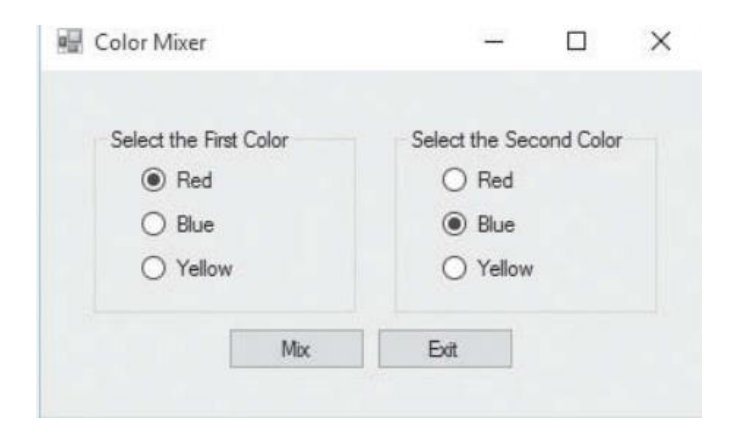 Color Mixer
Select the First Color
Red
Blue
Yellow
Select the Second Color
Red
Blue
Yellow
Mix
Exit